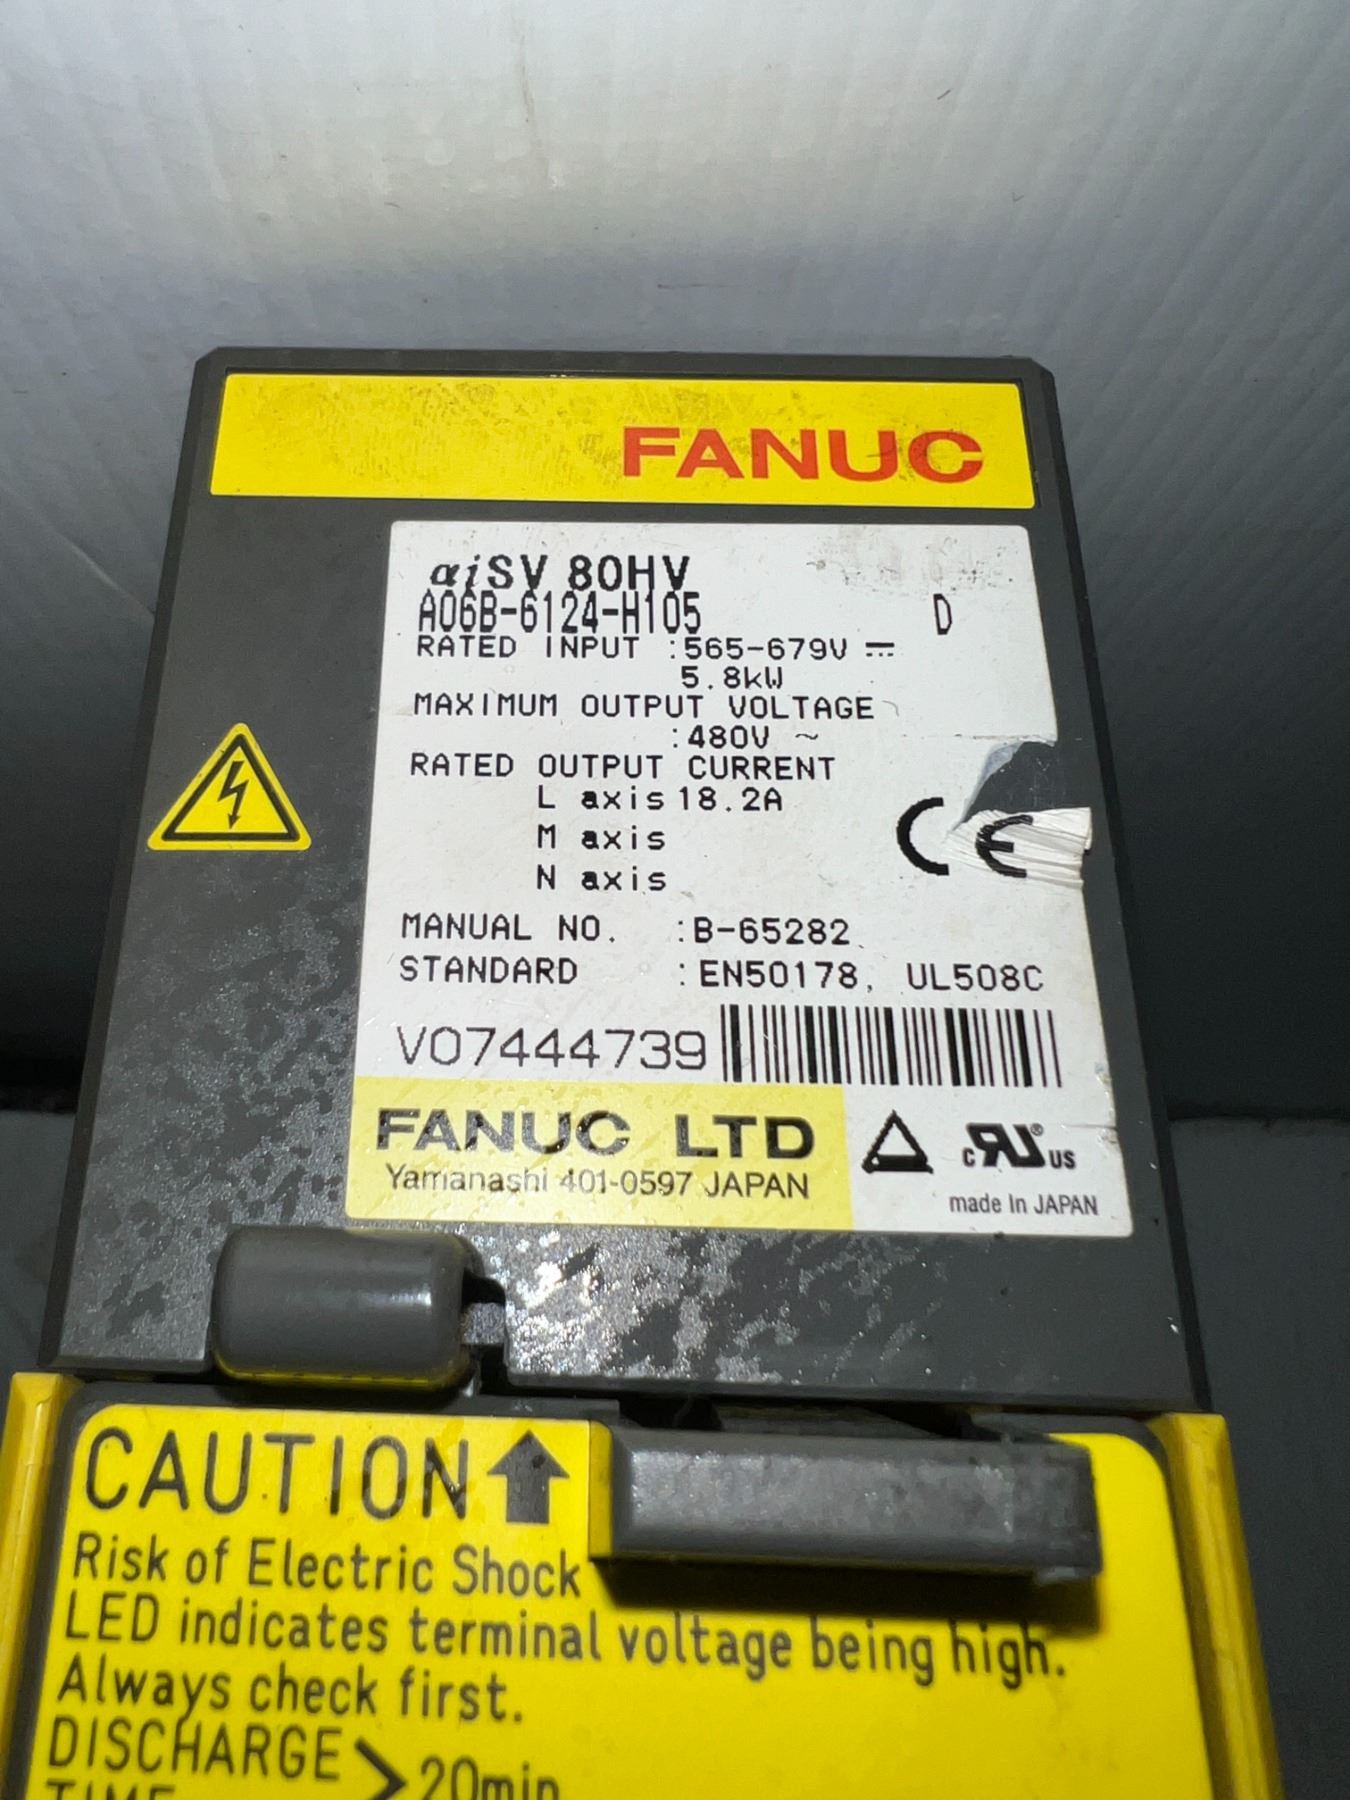 FANUC
αiSV 80HV
A06B-6124-H105 D
RATED INPUT :565-679V ⎓
5.8kW
MAXIMUM OUTPUT VOLTAGE
:480V ~
RATED OUTPUT CURRENT
L axis 18.2A
M axis
N axis
CE
MANUAL NO. :B-65282
STANDARD :EN50178, UL508C
V07444739
FANUC LTD
Yamanashi 401-0597 JAPAN
c RU ® US
made In JAPAN
CAUTION
Risk of Electric Shock
LED indicates terminal voltage being high.
Always check first.
DISCHARGE
TIME > 20min